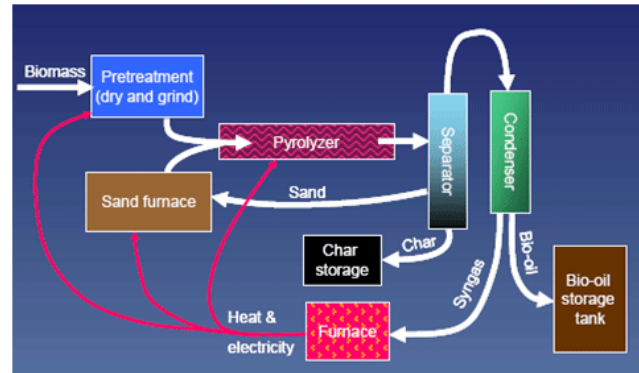 Biomass
Pretreatment
(dry and grind)
Pyrolyzer
Separator
Condenser
Sand furnace
Sand
Char
Char
storage
Syngas
Bio-oil
Bio-oil
storage
tank
Heat &
electricity
Furnace